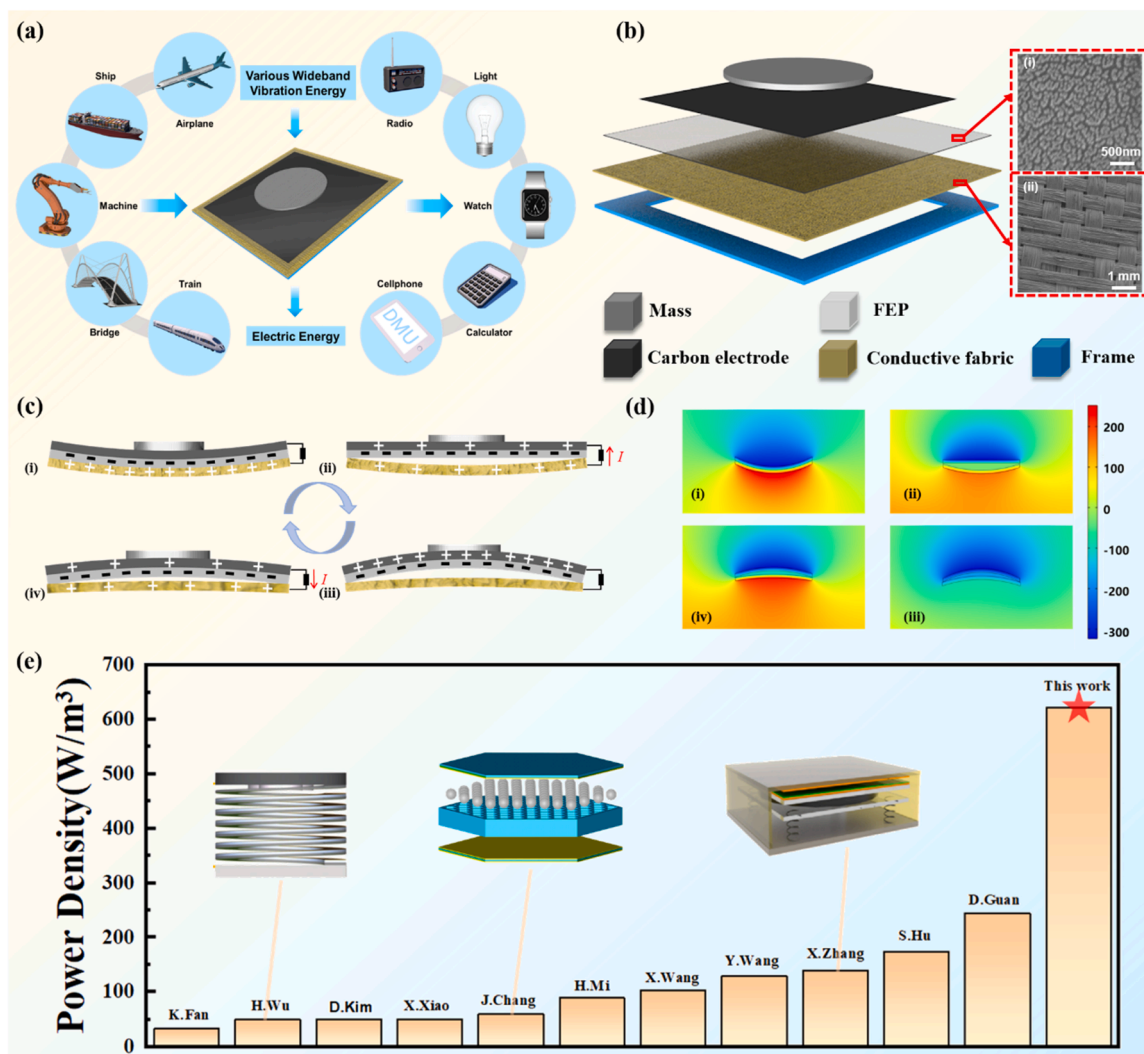 (a)
Ship
Airplane
Various Wideband
Vibration Energy
Radio
Light
Machine
Watch
Bridge
Train
Electric Energy
Cellphone
DMU
Calculator
(b)
(i)
500nm
(ii)
1 mm
Mass
FEP
Carbon electrode
Conductive fabric
Frame
(c)
(i)
(ii)
I
(iv)
I
(iii)
(d)
(i)
(ii)
(iv)
(iii)
200
100
0
-100
-200
-300
(e)
Power Density(W/m³)
700
600
500
400
300
200
100
0
K.Fan
H.Wu
D.Kim
X.Xiao
J.Chang
H.Mi
X.Wang
Y.Wang
X.Zhang
S.Hu
D.Guan
This work